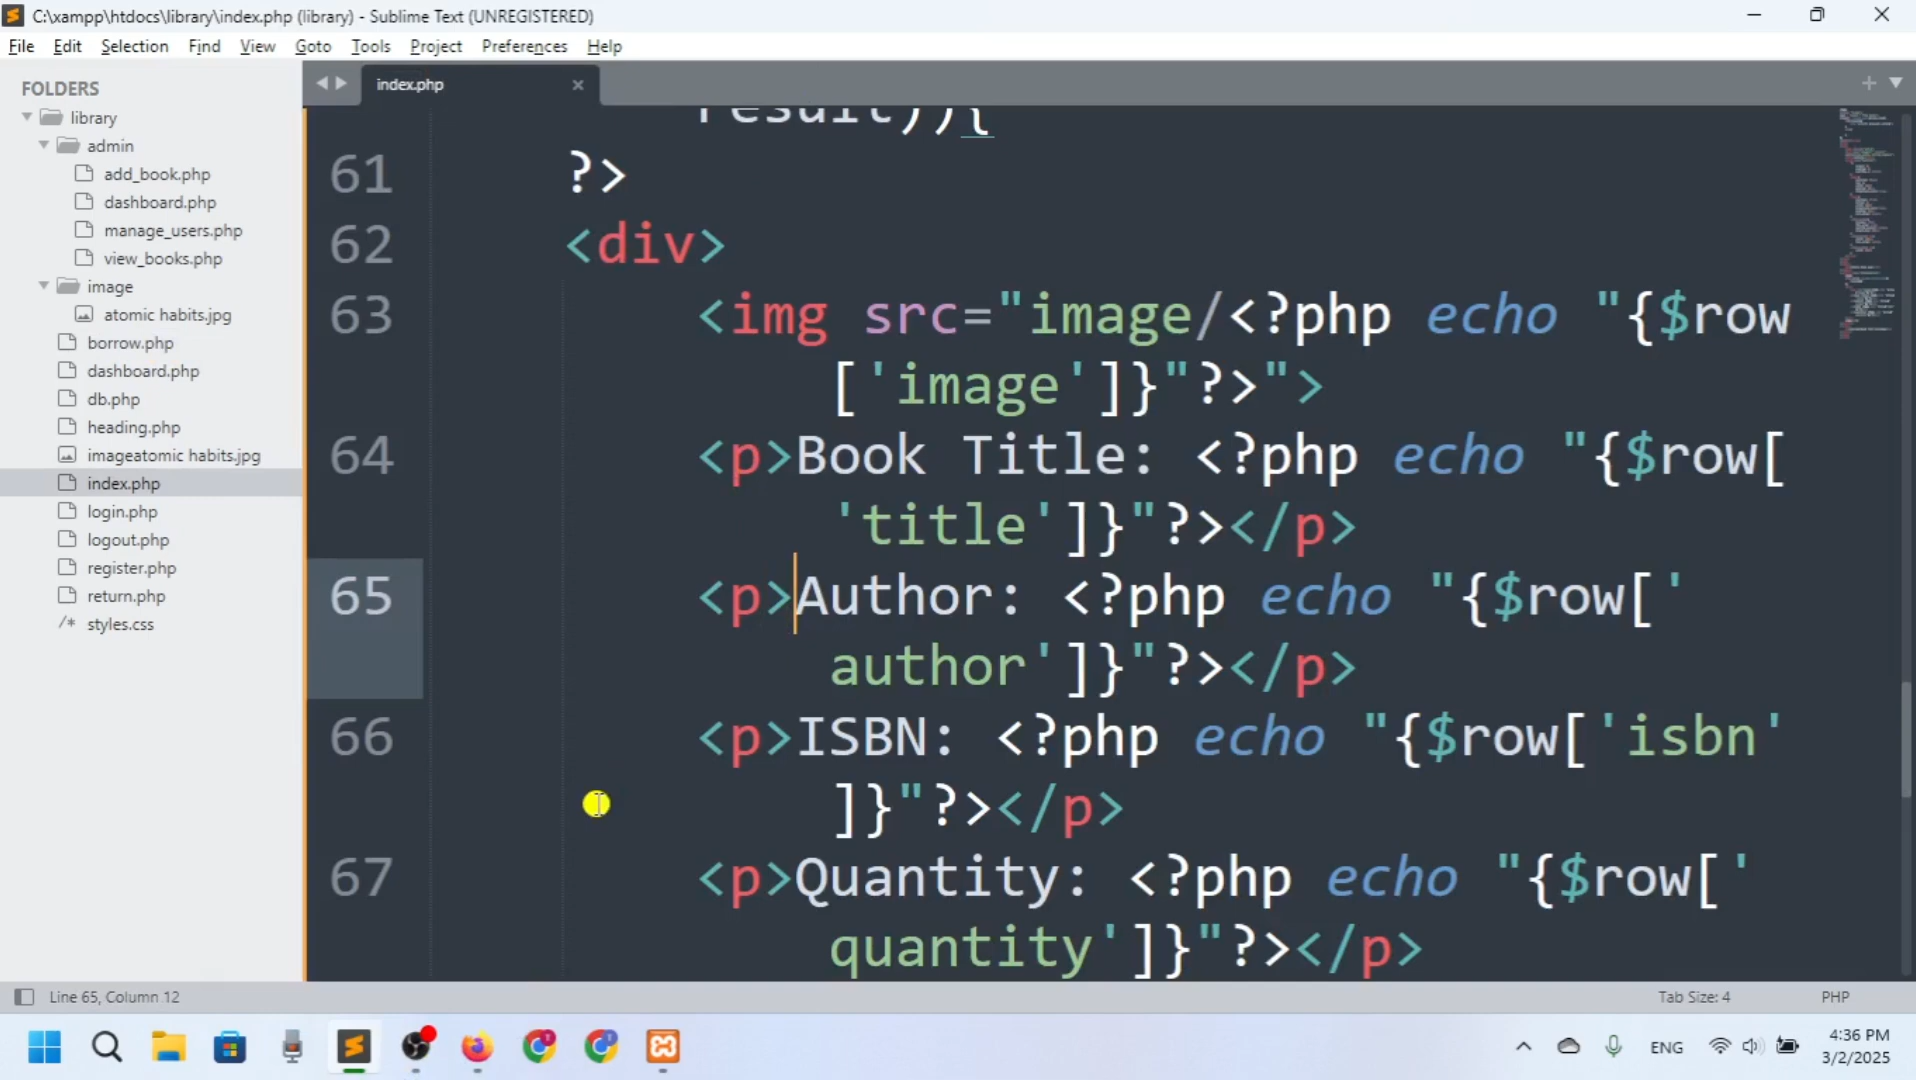 C:\xampp\htdocs\library\index.php (library) - Sublime Text (UNREGISTERED)
File Edit Selection Find View Goto Tools Project Preferences Help
FOLDERS
library
admin
add_book.php
dashboard.php
manage_users.php
view_books.php
image
atomic habits.jpg
borrow.php
dashboard.php
db.php
heading.php
imageatomic habits.jpg
index.php
login.php
logout.php
register.php
return.php
/* styles.css
index.php
result)){
61 ?>
62 <div>
63 <img src="image/<?php echo "{$row
['image']}"?>">
64 <p>Book Title: <?php echo "{$row[
'title']}"?></p>
65 <p>Author: <?php echo "{$row['
author']}"?></p>
66 <p>ISBN: <?php echo "{$row['isbn'
]}"?></p>
67 <p>Quantity: <?php echo "{$row['
quantity']}"?></p>
Line 65, Column 12
Tab Size: 4
PHP
ENG
4:36 PM
3/2/2025